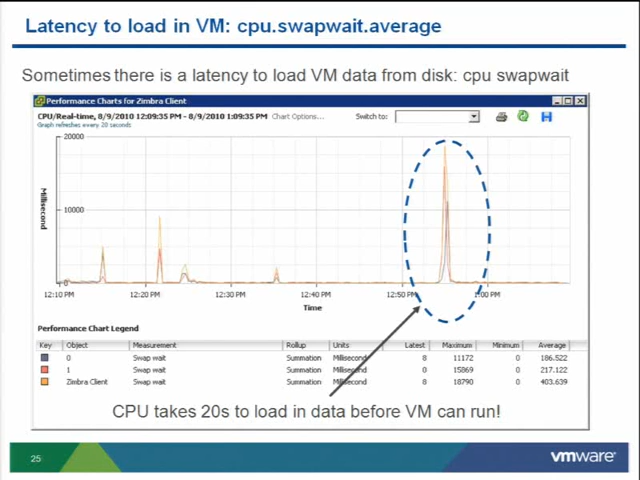 Latency to load in VM: cpu.swapwait.average
Sometimes there is a latency to load VM data from disk: cpu swapwait
Performance Charts for Zimbra Client
CPU/Real-time, 8/9/2010 12:09:35 PM - 8/9/2010 1:09:35 PM Chart Options... Switch to:
Graph refreshes every 20 seconds
20000
10000
0
Millisecond
12:10 PM 12:20 PM 12:30 PM 12:40 PM 12:50 PM 1:00 PM
Time
Performance Chart Legend
Key Object Measurement Rollup Units Latest Maximum Minimum Average
0 Swap wait Summation Millisecond 8 11172 0 186.522
1 Swap wait Summation Millisecond 0 15869 0 217.122
Zimbra Client Swap wait Summation Millisecond 8 18790 0 403.639
CPU takes 20s to load in data before VM can run!
25
vmware